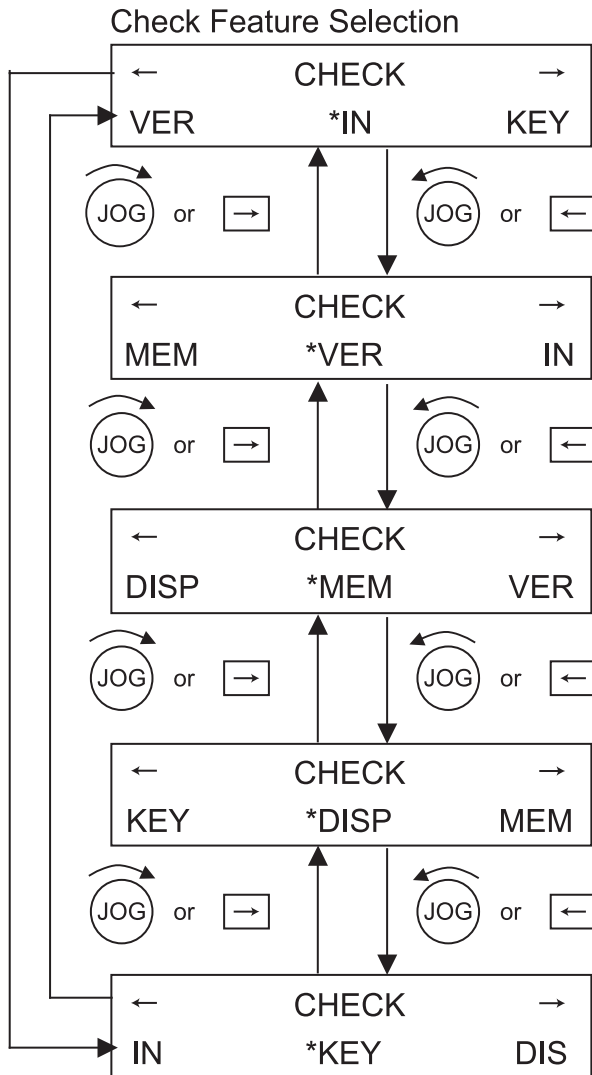 Check Feature Selection
← CHECK →
VER *IN KEY
JOG or → JOG or ←
← CHECK →
MEM *VER IN
JOG or → JOG or ←
← CHECK →
DISP *MEM VER
JOG or → JOG or ←
← CHECK →
KEY *DISP MEM
JOG or → JOG or ←
← CHECK →
IN *KEY DIS